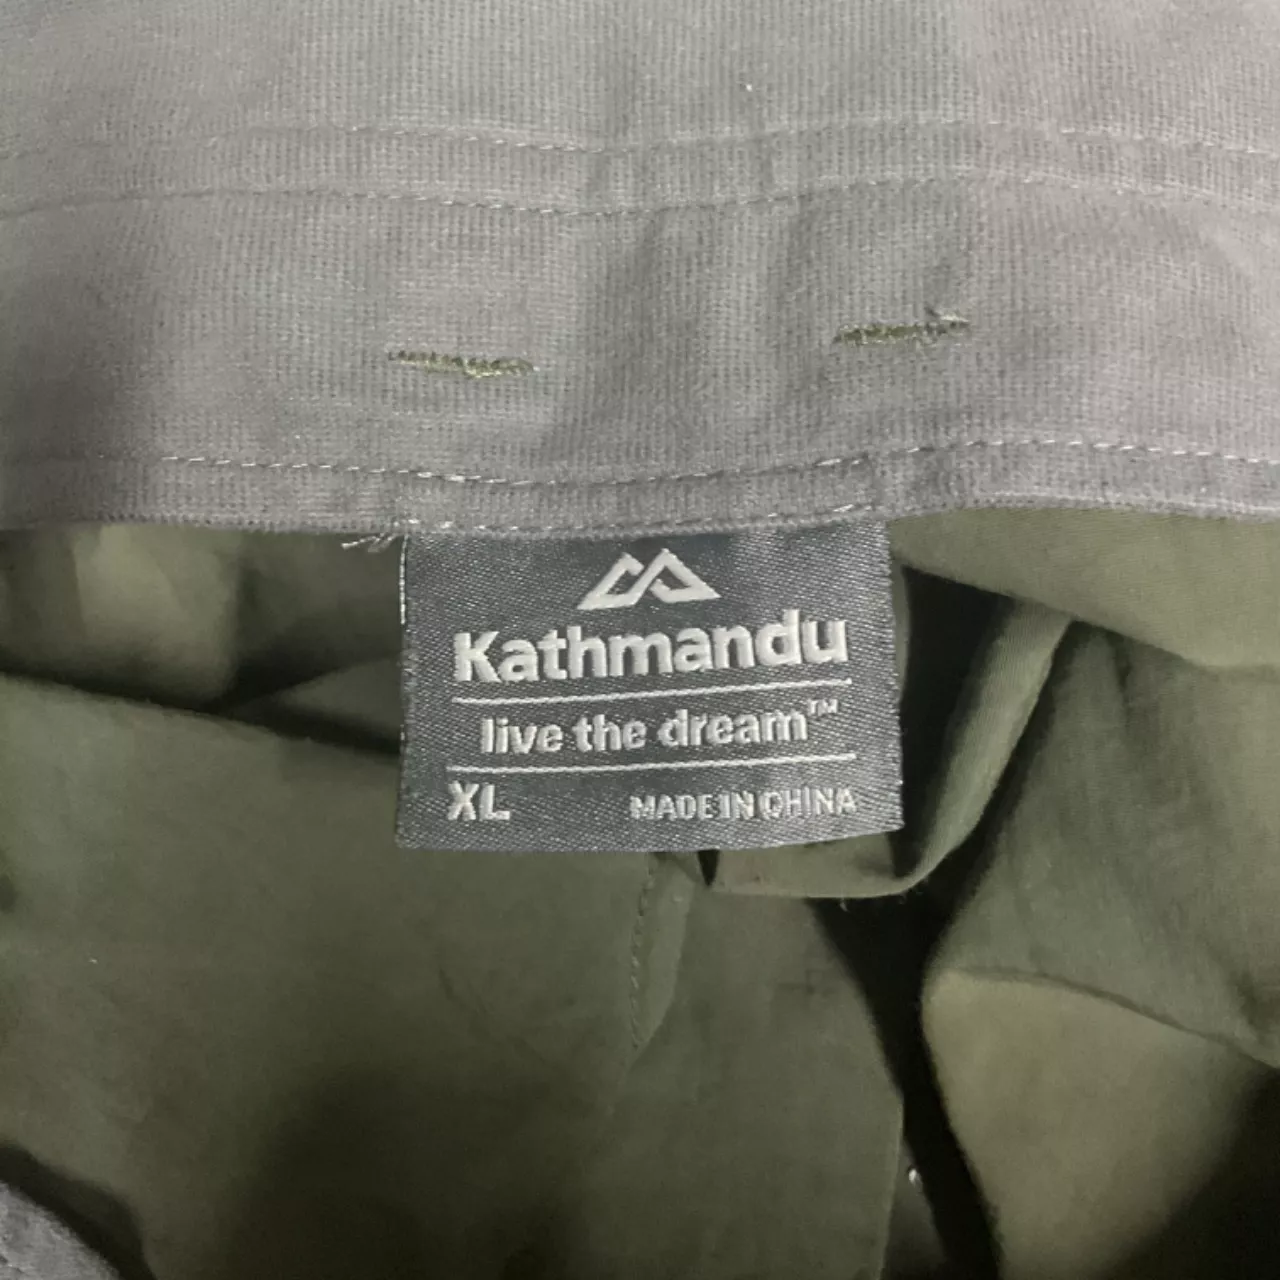 Kathmandu
live the dream™
XL MADE IN CHINA